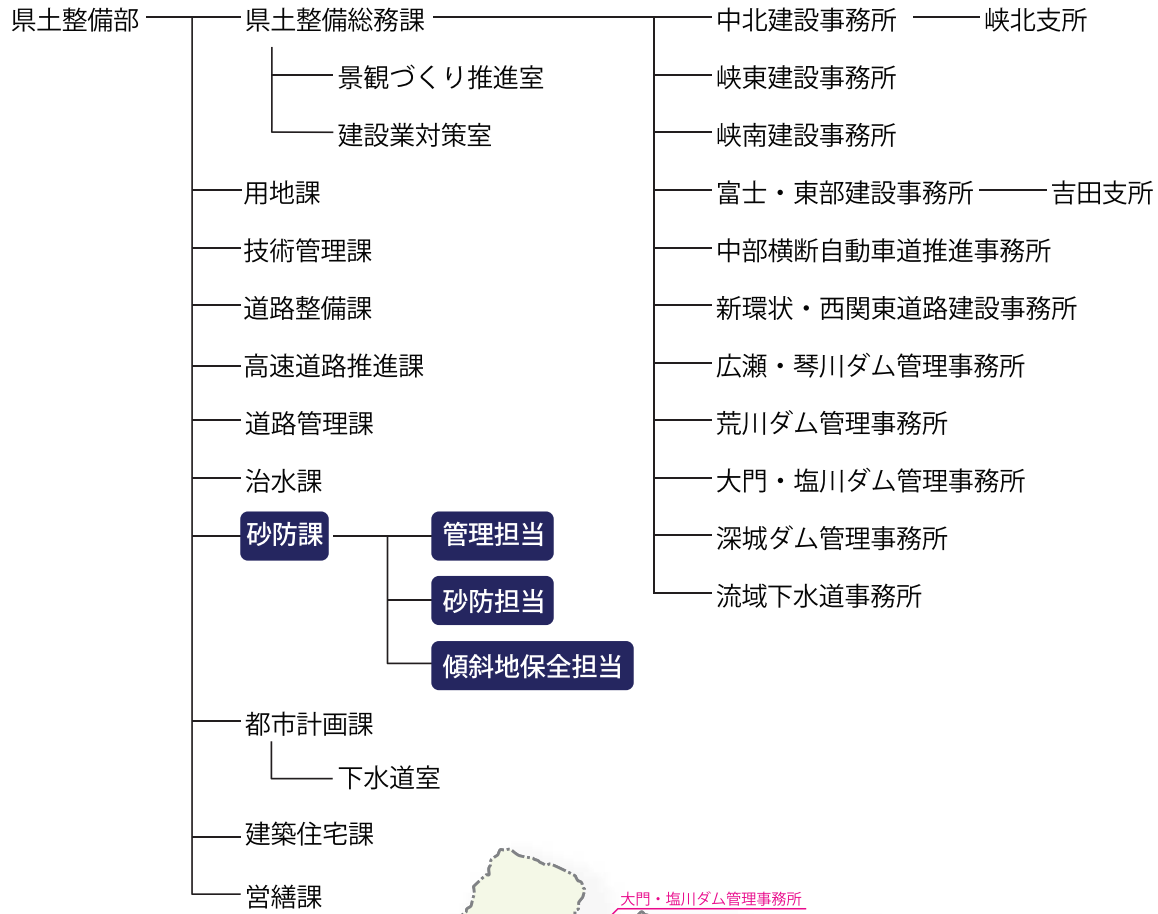 県土整備部 県土整備総務課 中北建設事務所 峡北支所
景観づくり推進室 峡東建設事務所
建設業対策室 峡南建設事務所
用地課 富士・東部建設事務所 吉田支所
技術管理課 中部横断自動車道推進事務所
道路整備課 新環状・西関東道路建設事務所
高速道路推進課 広瀬・琴川ダム管理事務所
道路管理課 荒川ダム管理事務所
治水課 大門・塩川ダム管理事務所
砂防課 管理担当 深城ダム管理事務所
砂防担当 流域下水道事務所
傾斜地保全担当
都市計画課
下水道室
建築住宅課
営繕課 大門・塩川ダム管理事務所